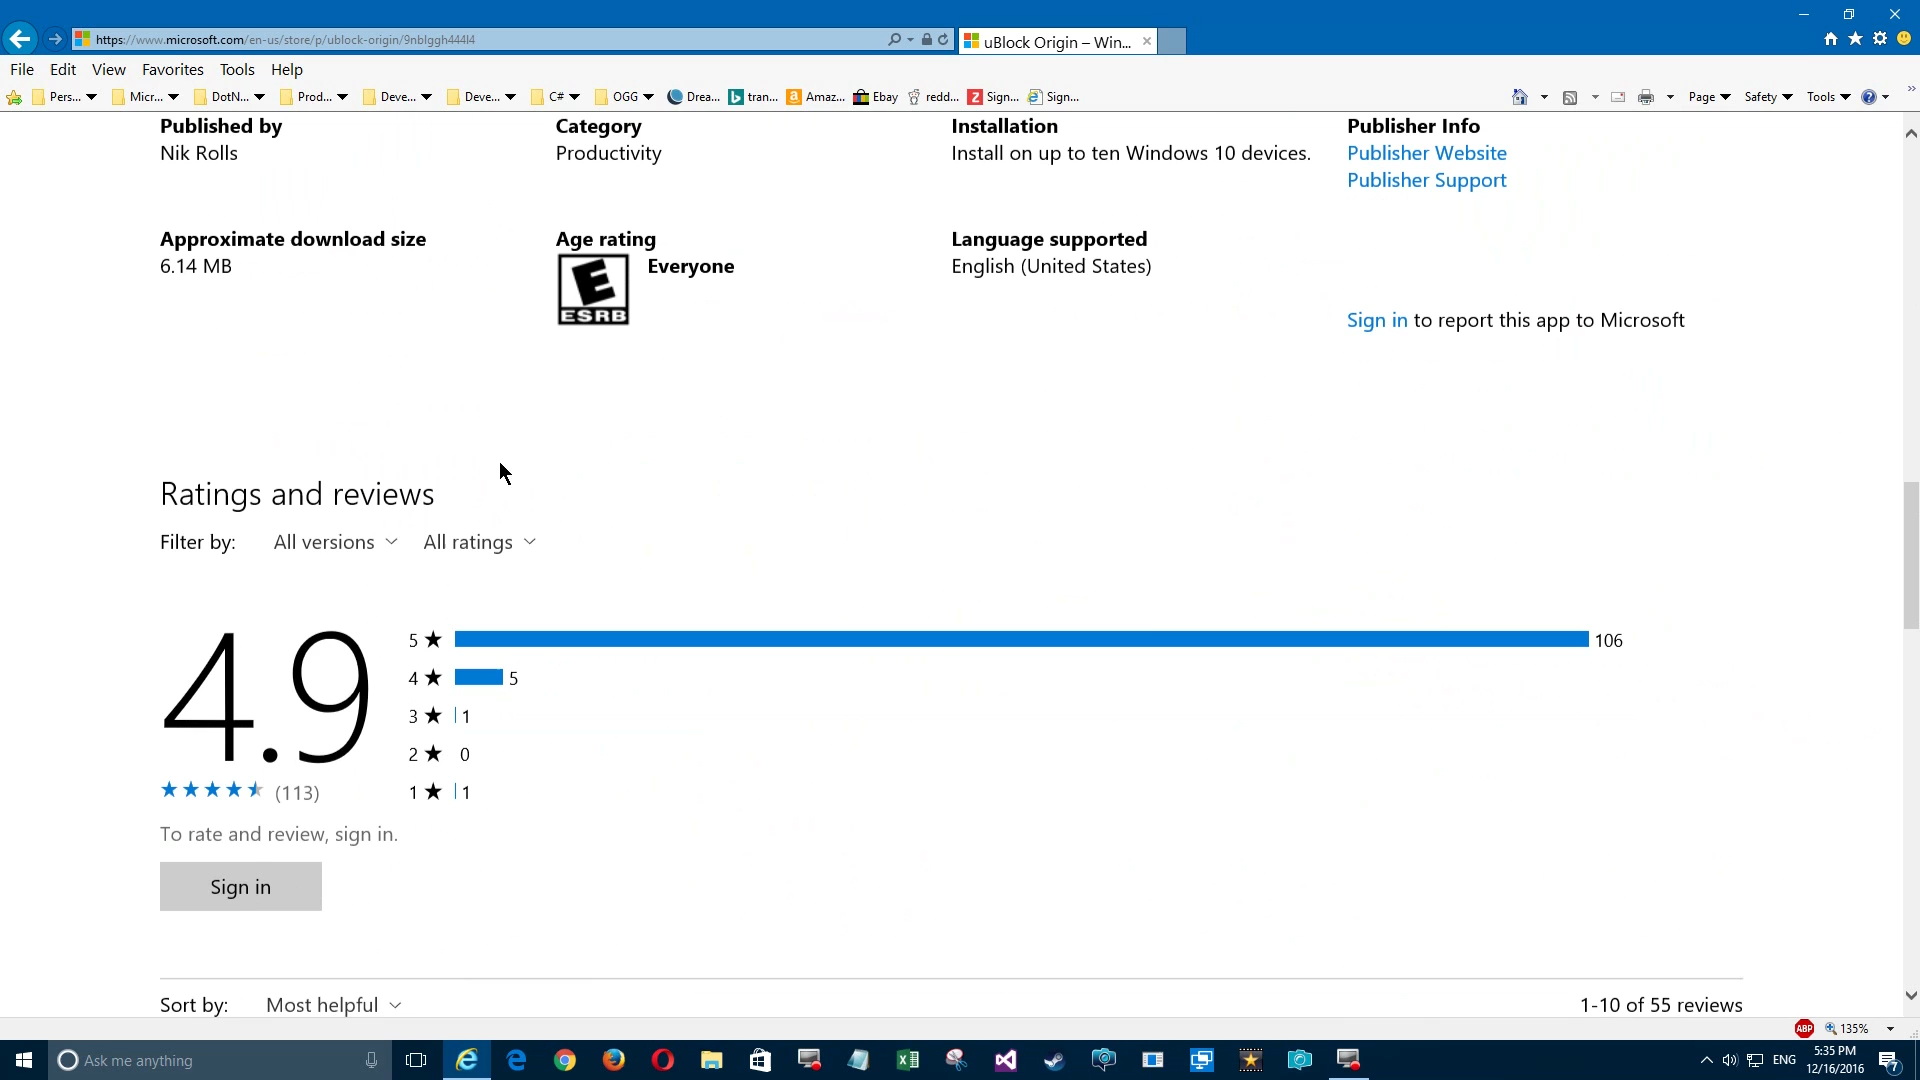 https://www.microsoft.com/en-us/store/p/ublock-origin/9nblggh444l4
uBlock Origin – Win...
File Edit View Favorites Tools Help
Pers... Micr... DotN... Prod... Deve... Deve... C# OGG Drea... tran... Amaz... Ebay redd... Sign... Sign...
Page Safety Tools
Published by Category Installation Publisher Info
Nik Rolls Productivity Install on up to ten Windows 10 devices. Publisher Website
Publisher Support
Approximate download size Age rating Language supported
6.14 MB Everyone English (United States)
E
ESRB
Sign in to report this app to Microsoft
Ratings and reviews
Filter by: All versions All ratings
4.9
5 ★ 106
4 ★ 5
3 ★ 1
2 ★ 0
1 ★ 1
(113)
To rate and review, sign in.
Sign in
Sort by: Most helpful 1-10 of 55 reviews
ABP 135%
Ask me anything
ENG 5:35 PM
12/16/2016
7